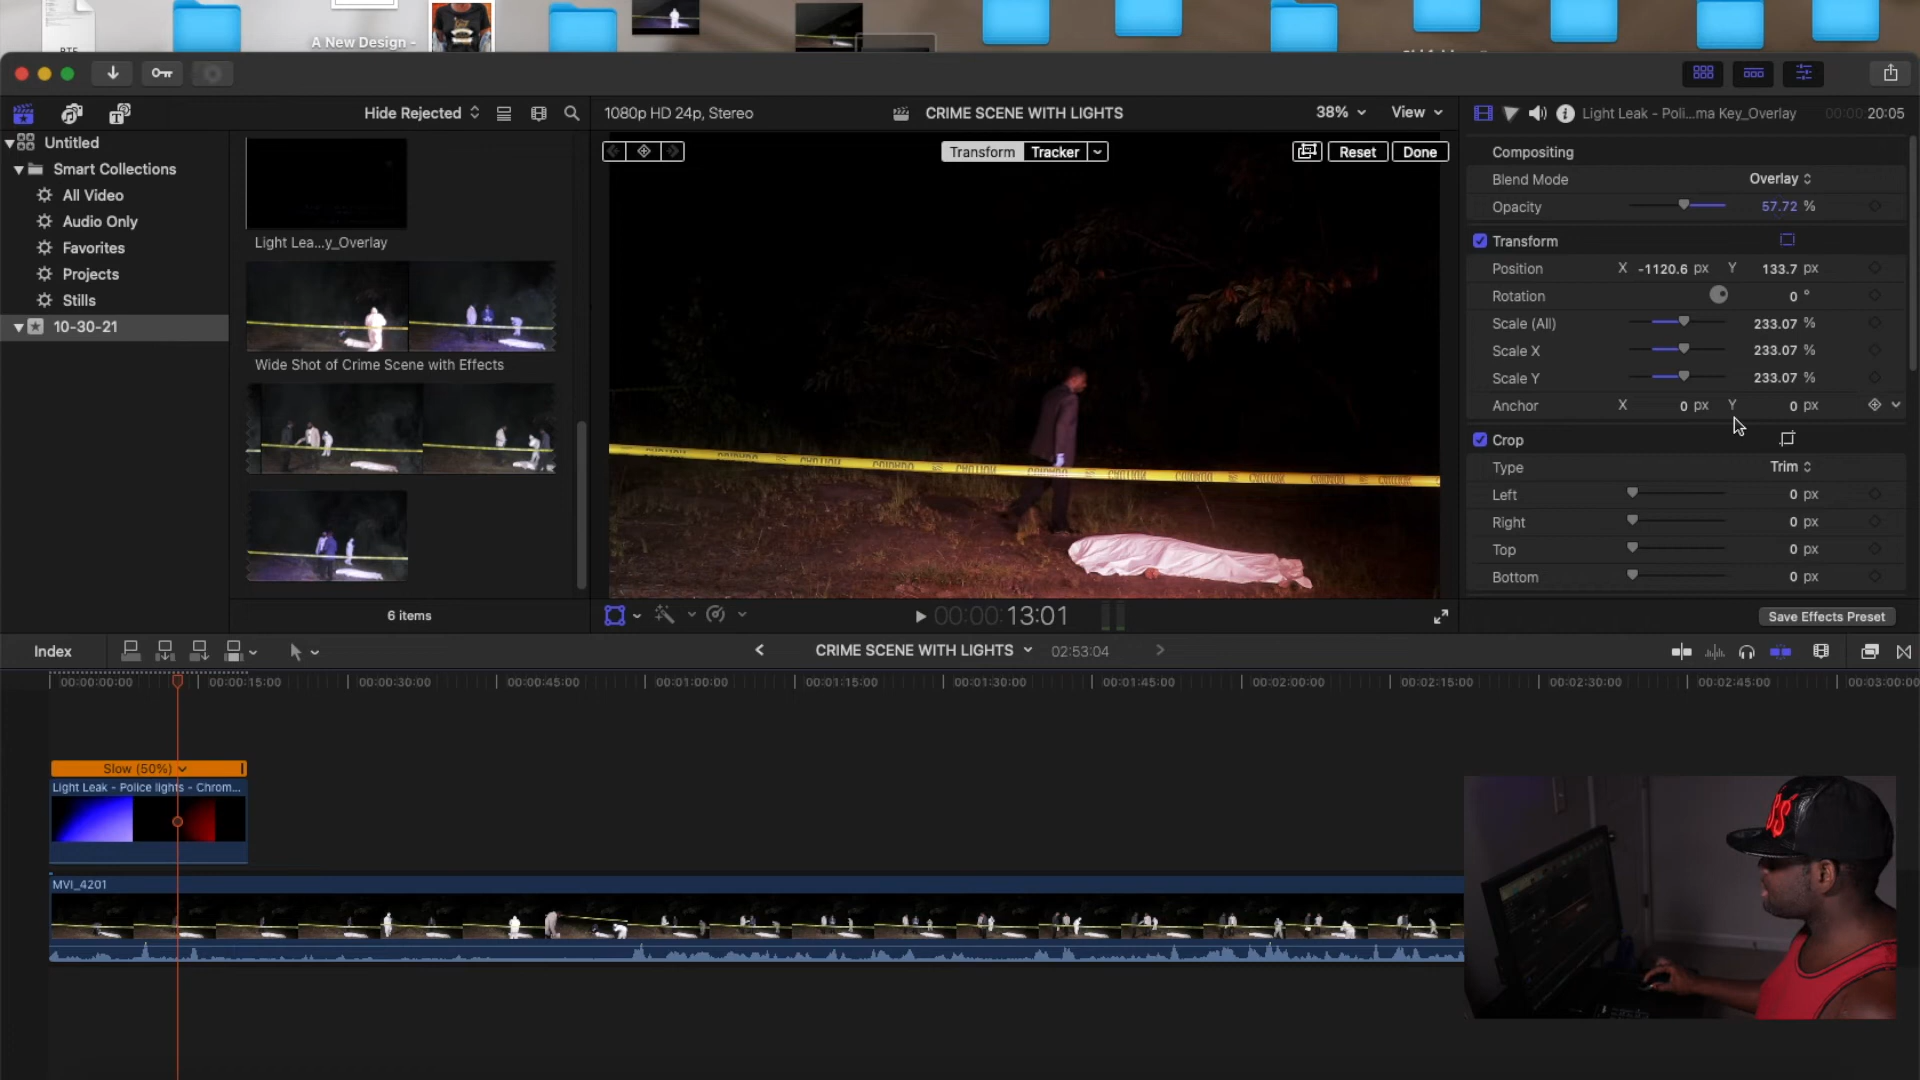 RTF
A New Design -
Hide Rejected
1080p HD 24p, Stereo
CRIME SCENE WITH LIGHTS
38%
View
Light Leak - Poli...ma Key_Overlay
00:00:20:05
Untitled
Smart Collections
All Video
Audio Only
Favorites
Projects
Stills
10-30-21
Light Lea...y_Overlay
Wide Shot of Crime Scene with Effects
6 items
Transform
Tracker
Reset
Done
CAUTION
00:00:13:01
Compositing
Blend Mode
Overlay
Opacity
57.72 %
Transform
Position
X -1120.6 px Y 133.7 px
Rotation
0 °
Scale (All)
233.07 %
Scale X
233.07 %
Scale Y
233.07 %
Anchor
X 0 px Y 0 px
Crop
Type
Trim
Left
0 px
Right
0 px
Top
0 px
Bottom
0 px
Save Effects Preset
Index
CRIME SCENE WITH LIGHTS
02:53:04
00:00:00:00
00:00:15:00
00:00:30:00
00:00:45:00
00:01:00:00
00:01:15:00
00:01:30:00
00:01:45:00
00:02:00:00
00:02:15:00
00:02:30:00
00:02:45:00
00:03:00:00
Slow (50%)
Light Leak - Police lights - Chrom...
MVI_4201